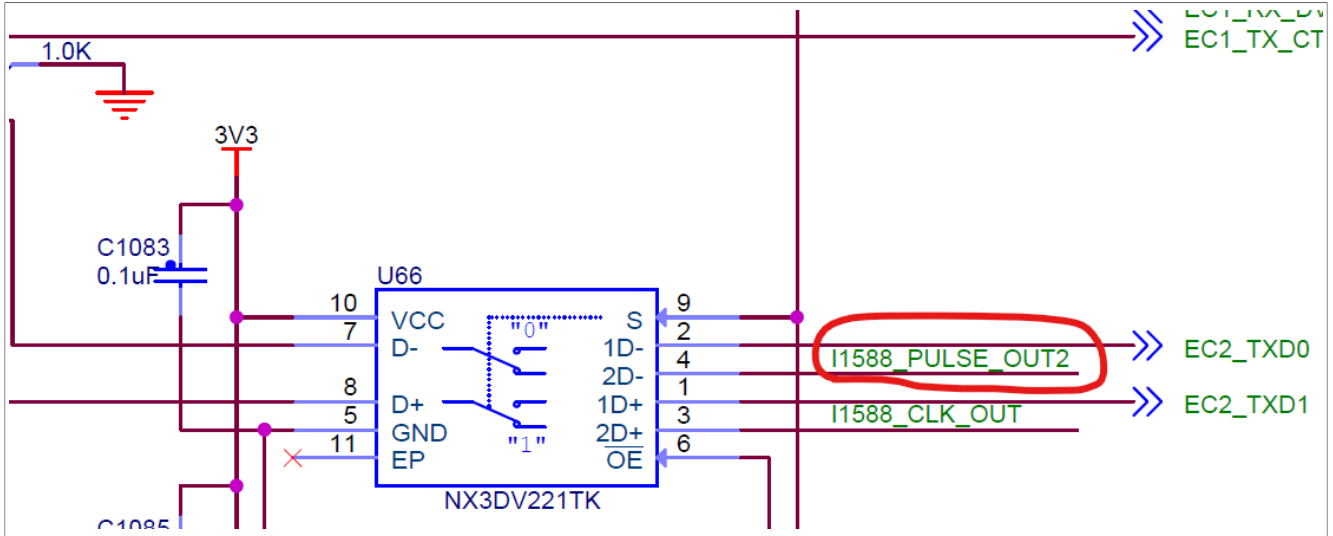 EC1_TX_CT
1.0K
3V3
C1083
0.1uF
U66
10
VCC
7
D-
8
D+
5
GND
11
EP
"0"
"1"
S
9
1D-
2
2D-
4
1D+
1
2D+
3
OE
6
I1588_PULSE_OUT2
EC2_TXD0
I1588_CLK_OUT
EC2_TXD1
NX3DV221TK
C1085